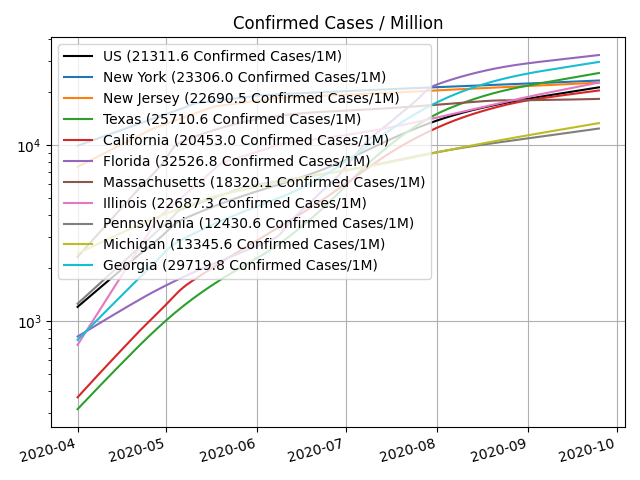 Confirmed Cases / Million
US (21311.6 Confirmed Cases/1M)
New York (23306.0 Confirmed Cases/1M)
New Jersey (22690.5 Confirmed Cases/1M)
Texas (25710.6 Confirmed Cases/1M)
California (20453.0 Confirmed Cases/1M)
Florida (32526.8 Confirmed Cases/1M)
Massachusetts (18320.1 Confirmed Cases/1M)
Illinois (22687.3 Confirmed Cases/1M)
Pennsylvania (12430.6 Confirmed Cases/1M)
Michigan (13345.6 Confirmed Cases/1M)
Georgia (29719.8 Confirmed Cases/1M)
10⁴
10³
2020-04 2020-05 2020-06 2020-07 2020-08 2020-09 2020-10